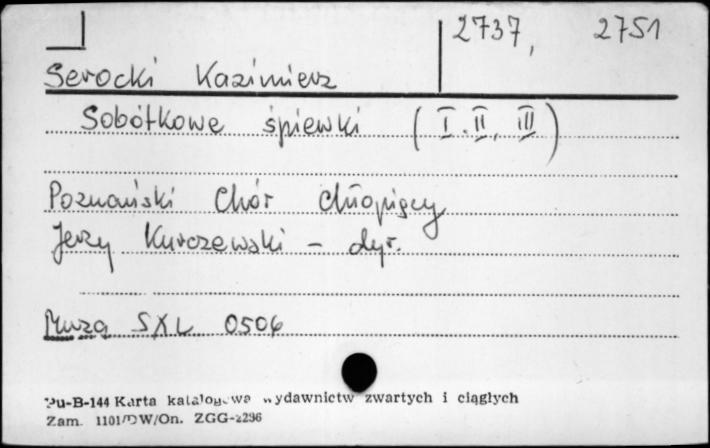 2737, 2751
Serocki Kazimierz
Sobótkowe śpiewki (I. II, III)
Poznański Chór Chłopięcy
Jerzy Kurczewski - dyr.
Muza SXL 0506
Pu-B-144 Karta katalogowa wydawnictw zwartych i ciągłych
Zam. 1101/DW/On. ZGG-2236